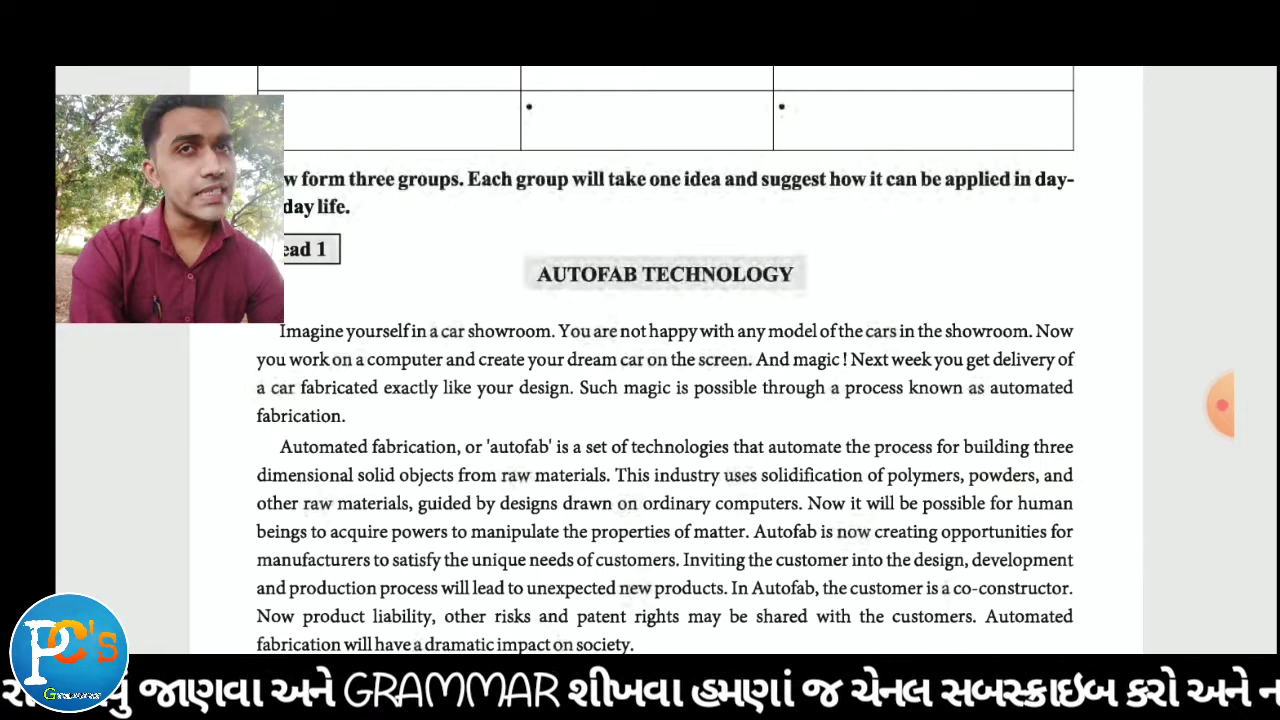 w form three groups. Each group will take one idea and suggest how it can be applied in day-
day life.
ead 1
AUTOFAB TECHNOLOGY
Imagine yourself in a car showroom. You are not happy with any model of the cars in the showroom. Now
you work on a computer and create your dream car on the screen. And magic ! Next week you get delivery of
a car fabricated exactly like your design. Such magic is possible through a process known as automated
fabrication.
Automated fabrication, or 'autofab' is a set of technologies that automate the process for building three
dimensional solid objects from raw materials. This industry uses solidification of polymers, powders, and
other raw materials, guided by designs drawn on ordinary computers. Now it will be possible for human
beings to acquire powers to manipulate the properties of matter. Autofab is now creating opportunities for
manufacturers to satisfy the unique needs of customers. Inviting the customer into the design, development
and production process will lead to unexpected new products. In Autofab, the customer is a co-constructor.
Now product liability, other risks and patent rights may be shared with the customers. Automated
fabrication will have a dramatic impact on society.
PC's
Grammar
જાણવા અને GRAMMAR શીખવા હમણાં જ ચેનલ સબસ્ક્રાઇબ કરો અને ન